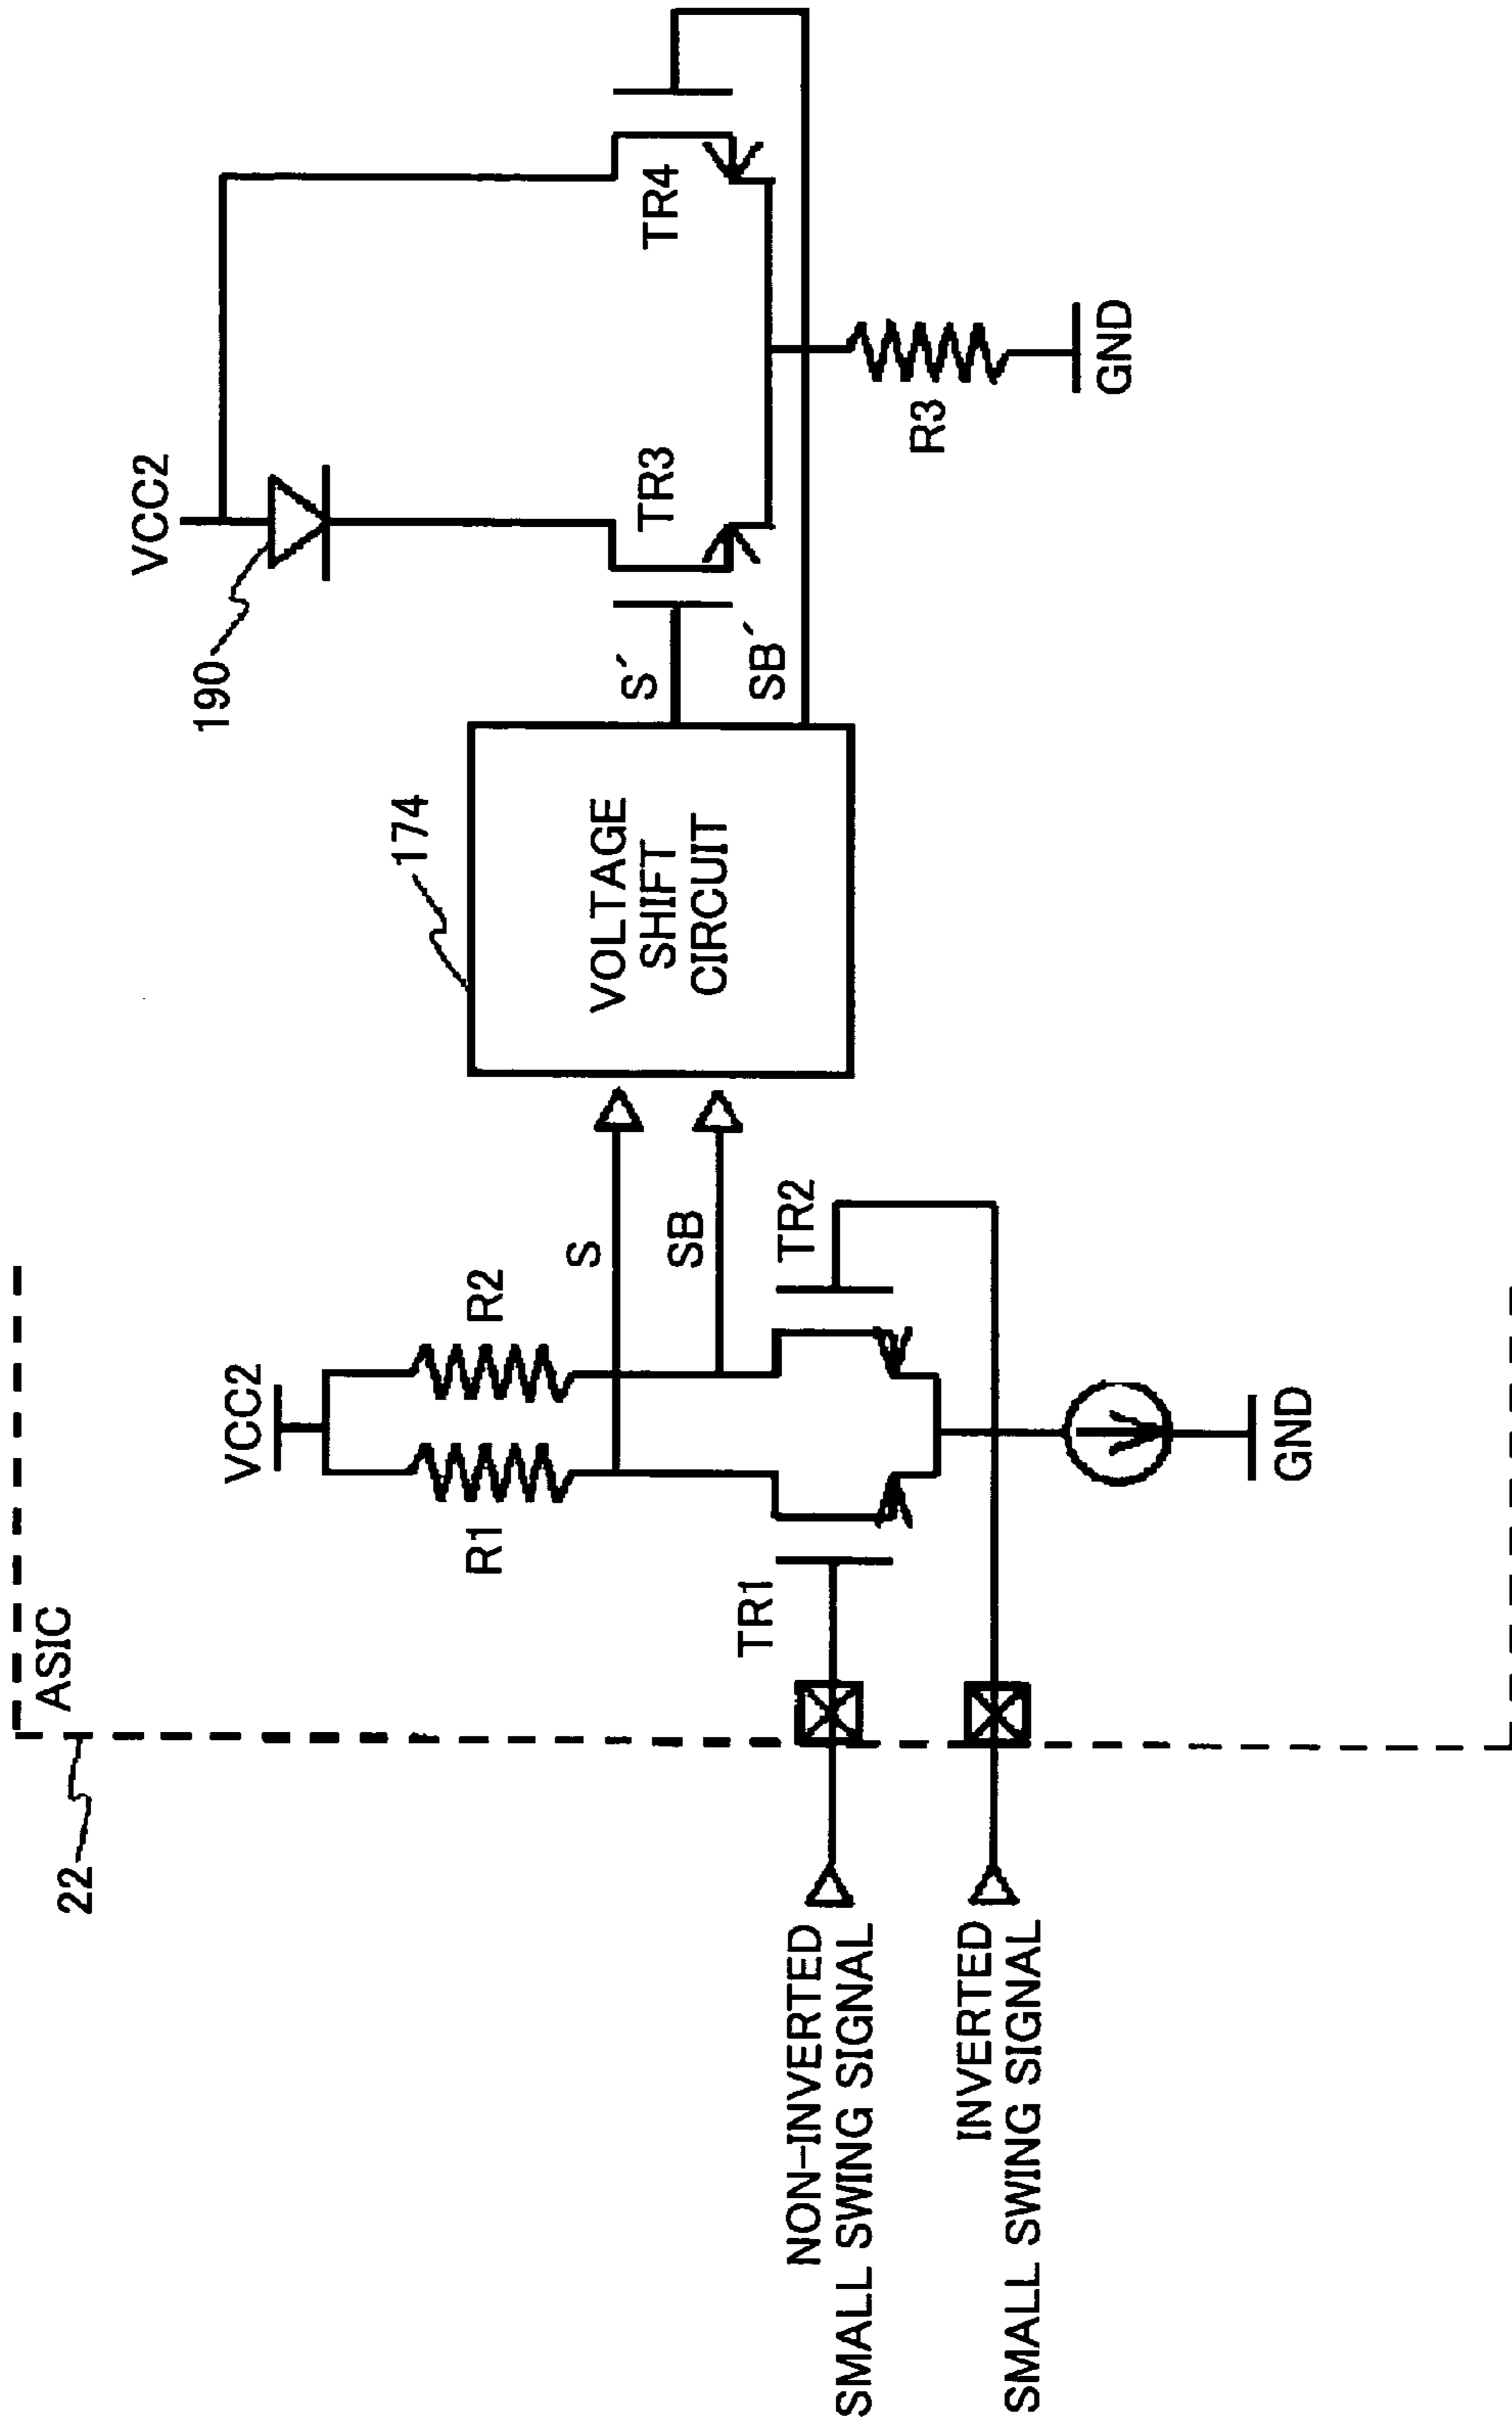 22
ASIC
VCC2
R1
R2
S
SB
TR1
TR2
GND
NON-INVERTED
SMALL SWING SIGNAL
INVERTED
SMALL SWING SIGNAL
174
VOLTAGE
SHIFT
CIRCUIT
S´
SB´
190
VCC2
TR3
TR4
R3
GND